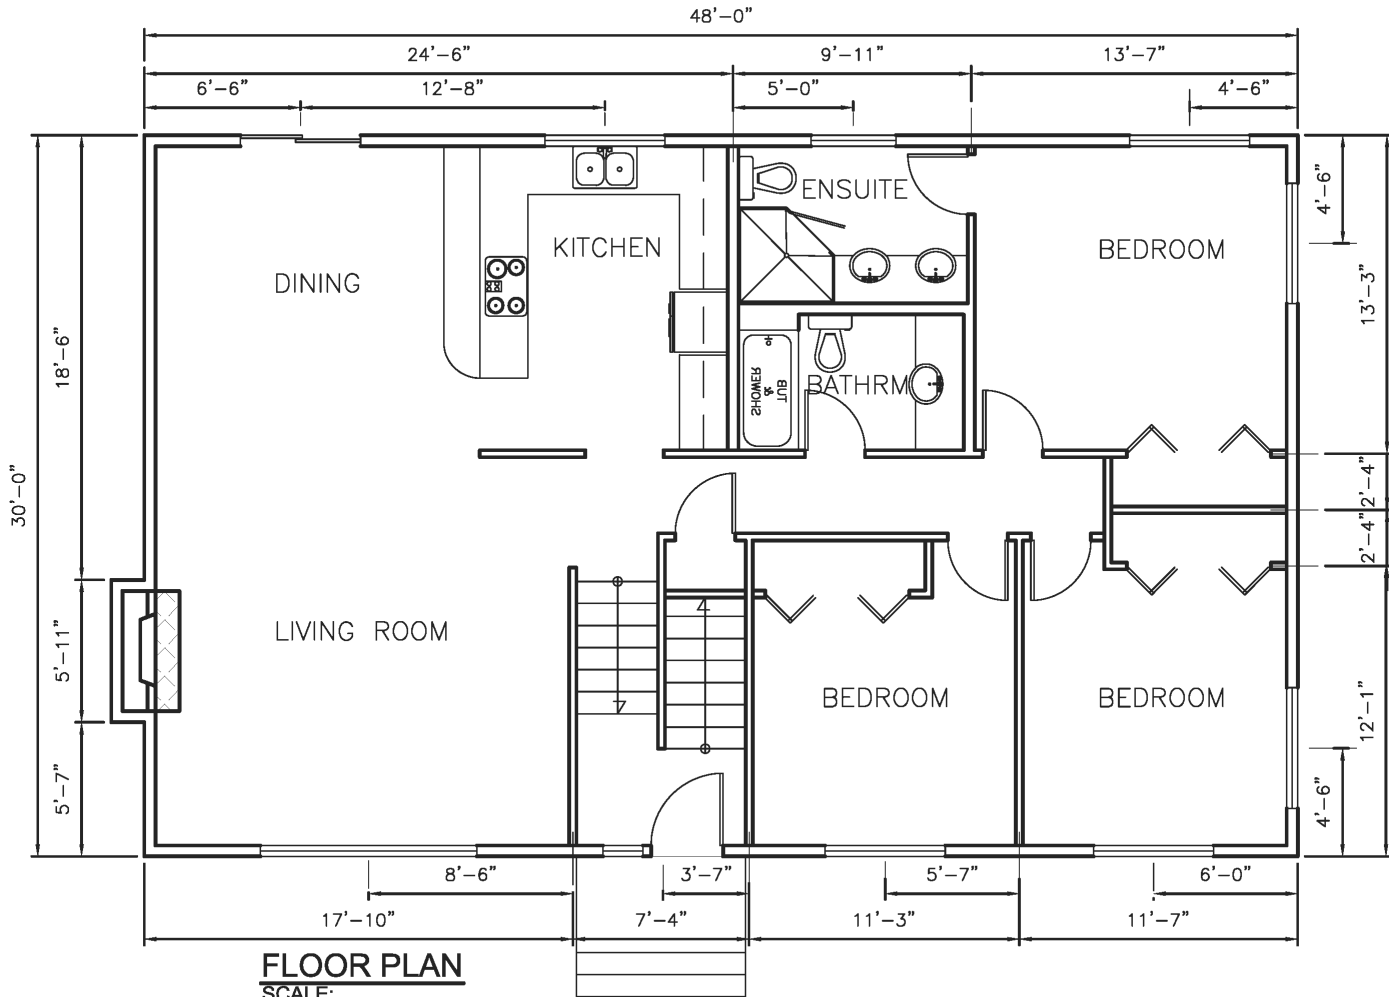 48'-0"
24'-6" 9'-11" 13'-7"
6'-6" 12'-8" 5'-0" 4'-6"
ENSUITE
4'-6"
KITCHEN BEDROOM
DINING
13'-3"
18'-6"
BATHRM
SHOWER
&
TUB
30'-0"
2'-4"
2'-4"
LIVING ROOM
5'-11"
BEDROOM BEDROOM
12'-1"
5'-7"
4'-6"
8'-6" 3'-7" 5'-7" 6'-0"
17'-10" 7'-4" 11'-3" 11'-7"
FLOOR PLAN
SCALE: